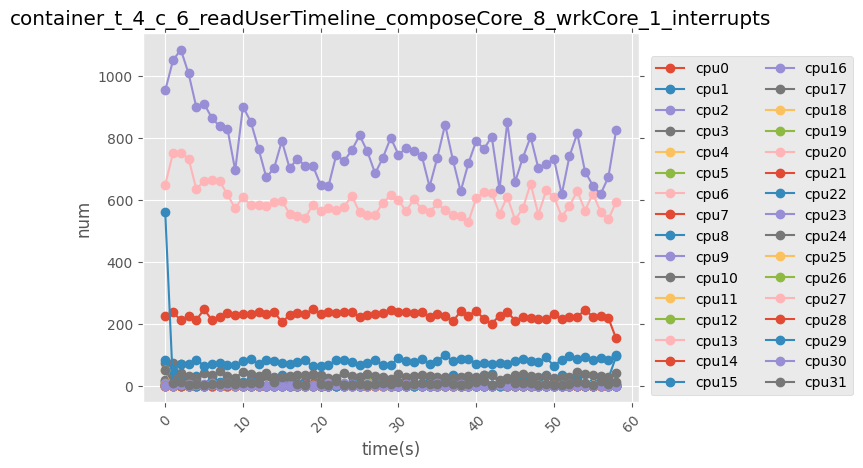 container_t_4_c_6_readUserTimeline_composeCore_8_wrkCore_1_interrupts
num
1000
800
600
400
200
0
0
10
20
30
40
50
60
time(s)
cpu0
cpu1
cpu2
cpu3
cpu4
cpu5
cpu6
cpu7
cpu8
cpu9
cpu10
cpu11
cpu12
cpu13
cpu14
cpu15
cpu16
cpu17
cpu18
cpu19
cpu20
cpu21
cpu22
cpu23
cpu24
cpu25
cpu26
cpu27
cpu28
cpu29
cpu30
cpu31